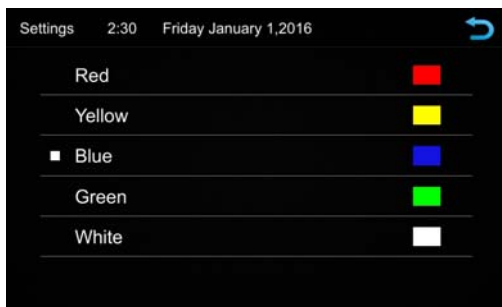 Settings 2:30 Friday January 1,2016
Red
Yellow
Blue
Green
White